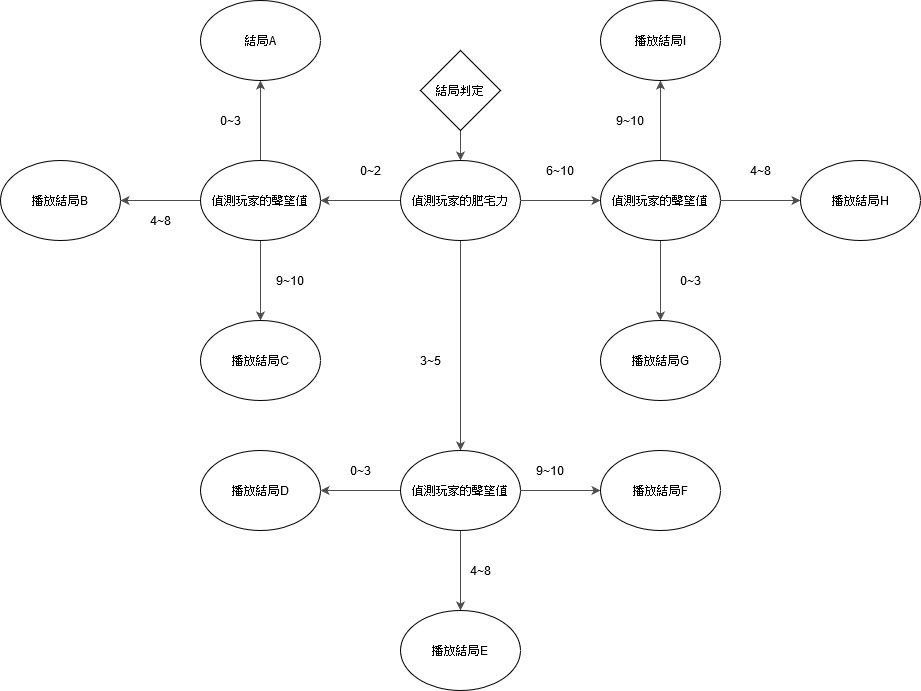 結局A
播放結局I
結局判定
0~3
9~10
0~2
6~10
4~8
播放結局B
偵測玩家的聲望值
偵測玩家的肥宅力
偵測玩家的聲望值
播放結局H
4~8
9~10
0~3
播放結局C
3~5
播放結局G
0~3
9~10
播放結局D
偵測玩家的聲望值
播放結局F
4~8
播放結局E